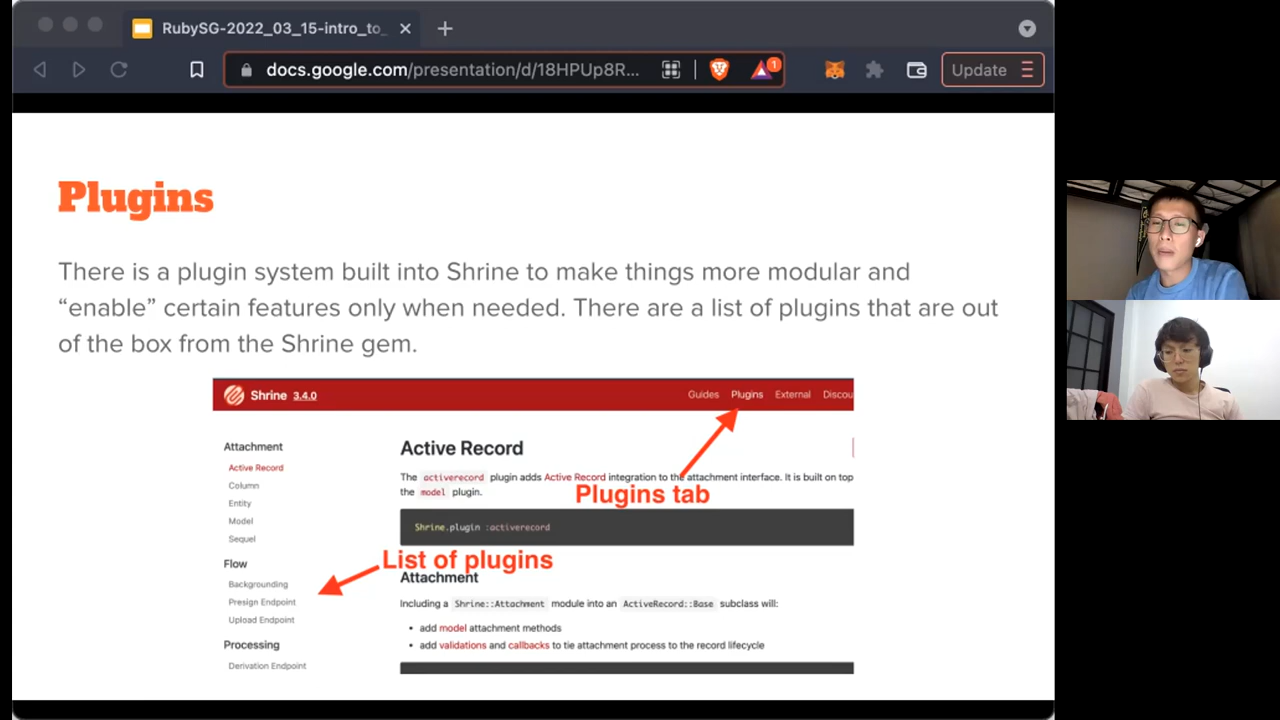 RubySG-2022_03_15-intro_to_
docs.google.com/presentation/d/18HPUp8R...
1
Update
Plugins
There is a plugin system built into Shrine to make things more modular and
“enable” certain features only when needed. There are a list of plugins that are out
of the box from the Shrine gem.
Shrine 3.4.0
Guides Plugins External Discou
Plugins tab
Attachment
Active Record
Column
Entity
Model
Sequel
Flow
Backgrounding
Presign Endpoint
Upload Endpoint
Processing
Derivation Endpoint
List of plugins
Active Record
The activerecord plugin adds Active Record integration to the attachment interface. It is built on top
the model plugin.
Shrine.plugin :activerecord
Attachment
Including a Shrine::Attachment module into an ActiveRecord::Base subclass will:
• add model attachment methods
• add validations and callbacks to tie attachment process to the record lifecycle